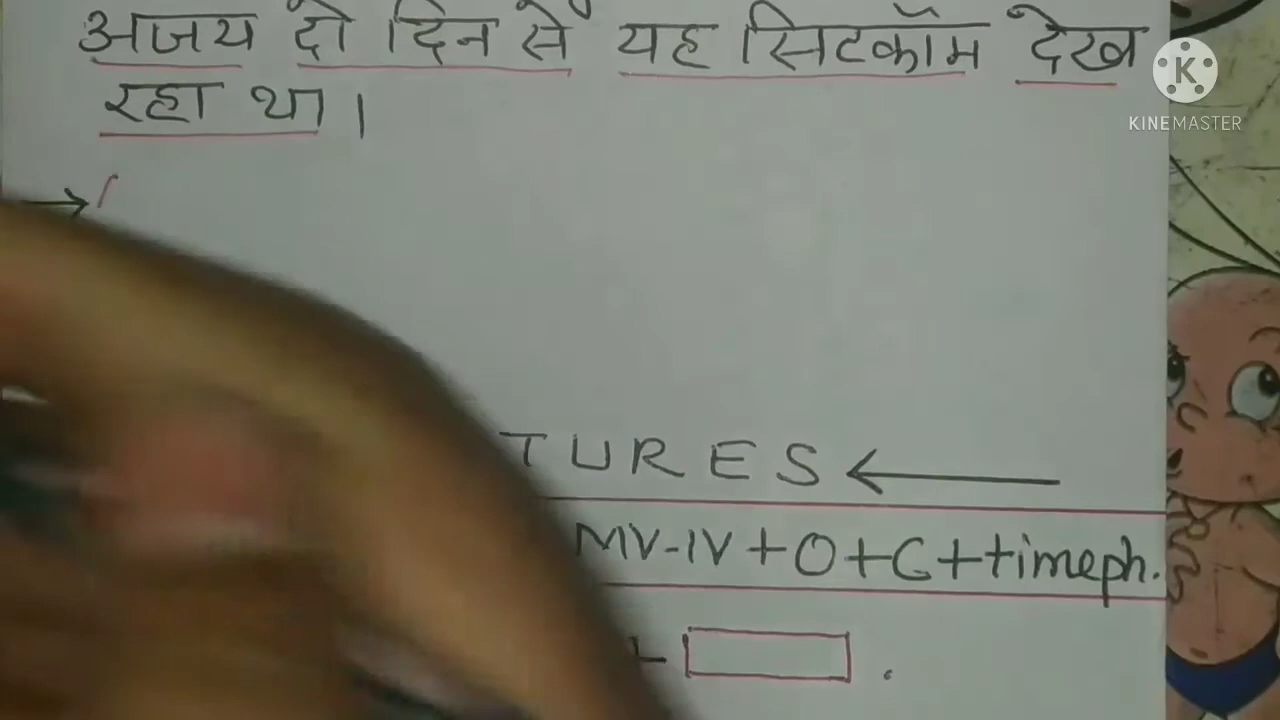 अजय दो दिन से यह सिटकॉम देख
रहा था।
→
TURES ←
MV-IV+O+C+timeph.
+ .
K
KINEMASTER